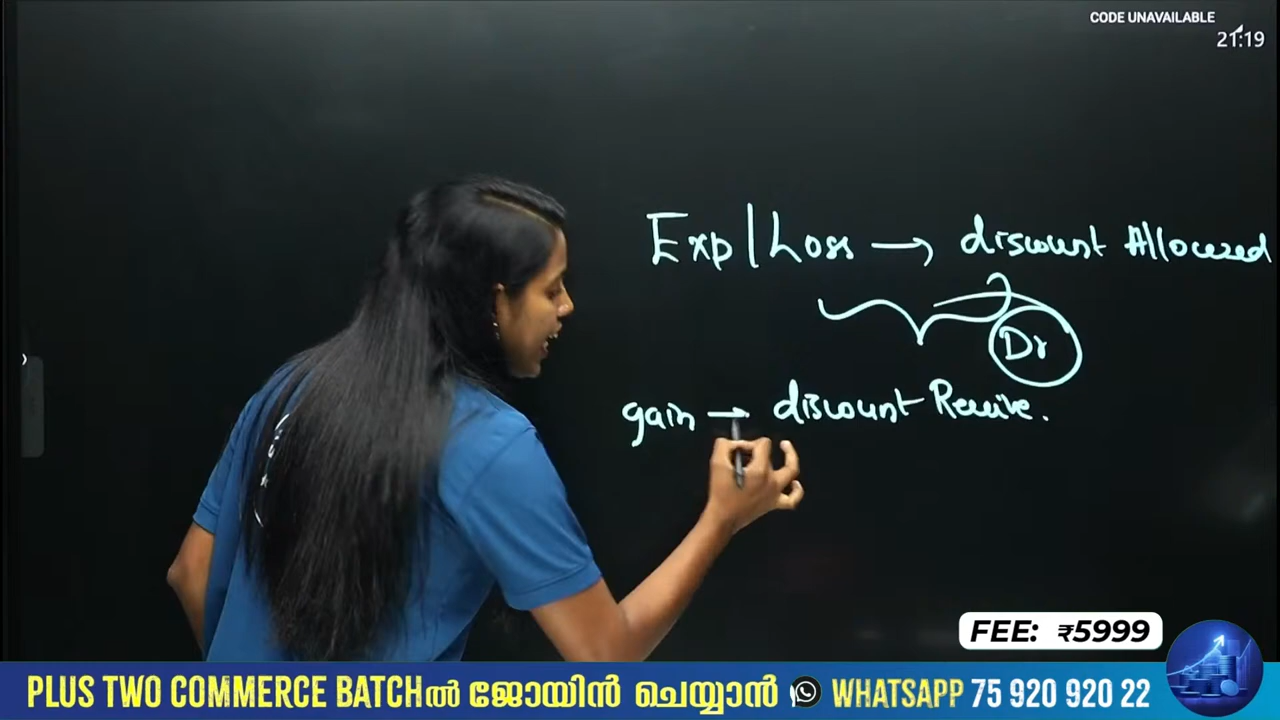 CODE UNAVAILABLE
21:19
Exp | Loss → discount Allowed
Dr
gain → discount Receive.
FEE: ₹5999
PLUS TWO COMMERCE BATCHൽ ജോയിൻ ചെയ്യാൻ WHATSAPP 75 920 920 22